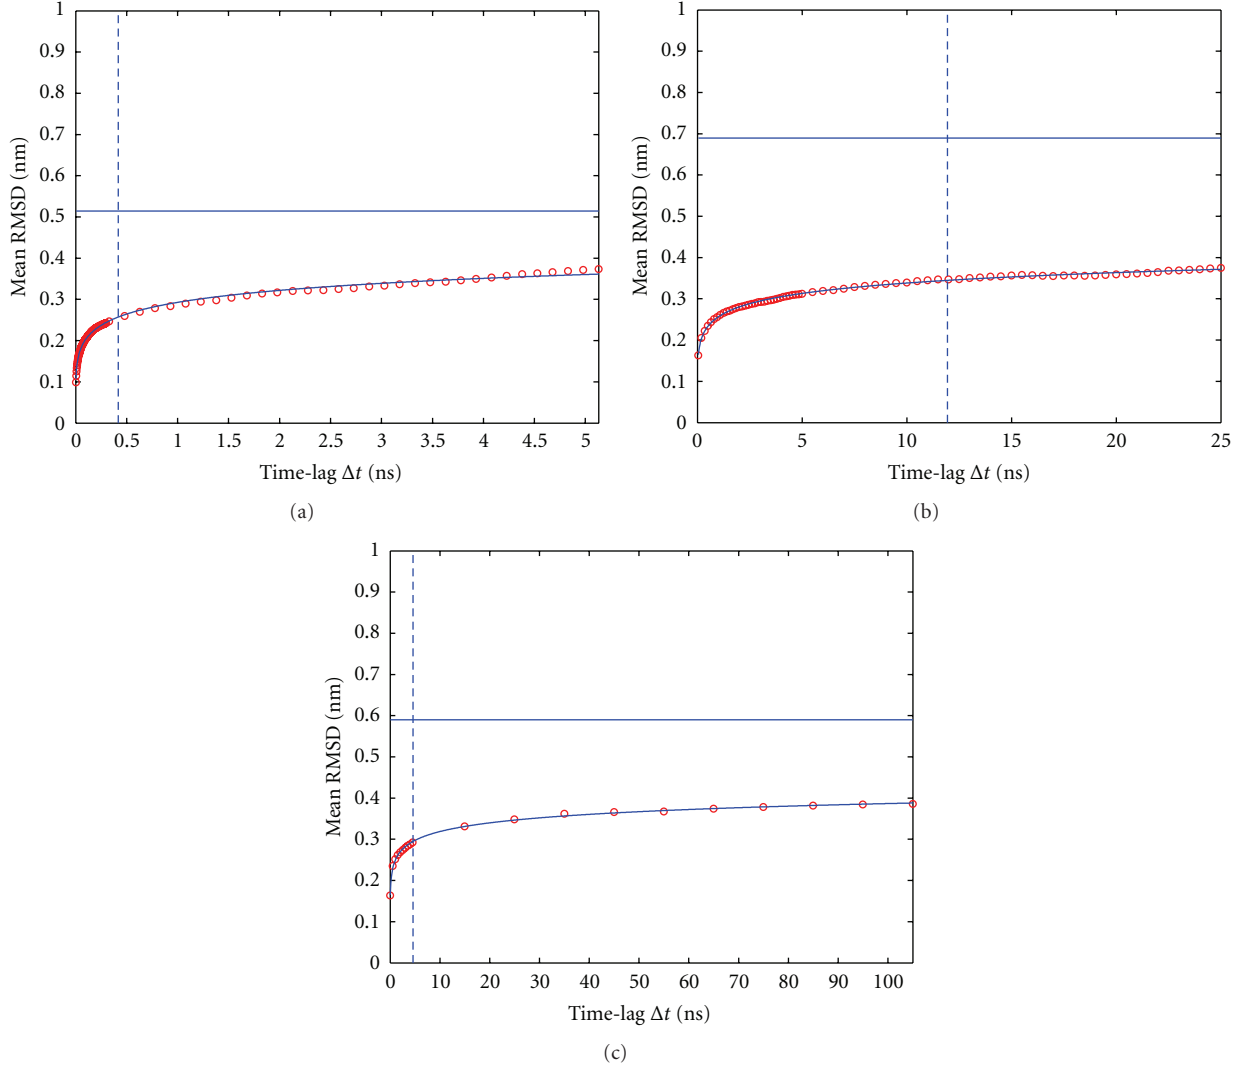 1
0.9
0.8
0.7
0.6
0.5
0.4
0.3
0.2
0.1
0
Mean RMSD (nm)
0 0.5 1 1.5 2 2.5 3 3.5 4 4.5 5
Time-lag Δt (ns)
(a)
1
0.9
0.8
0.7
0.6
0.5
0.4
0.3
0.2
0.1
0
Mean RMSD (nm)
0 5 10 15 20 25
Time-lag Δt (ns)
(b)
1
0.9
0.8
0.7
0.6
0.5
0.4
0.3
0.2
0.1
0
Mean RMSD (nm)
0 10 20 30 40 50 60 70 80 90 100
Time-lag Δt (ns)
(c)